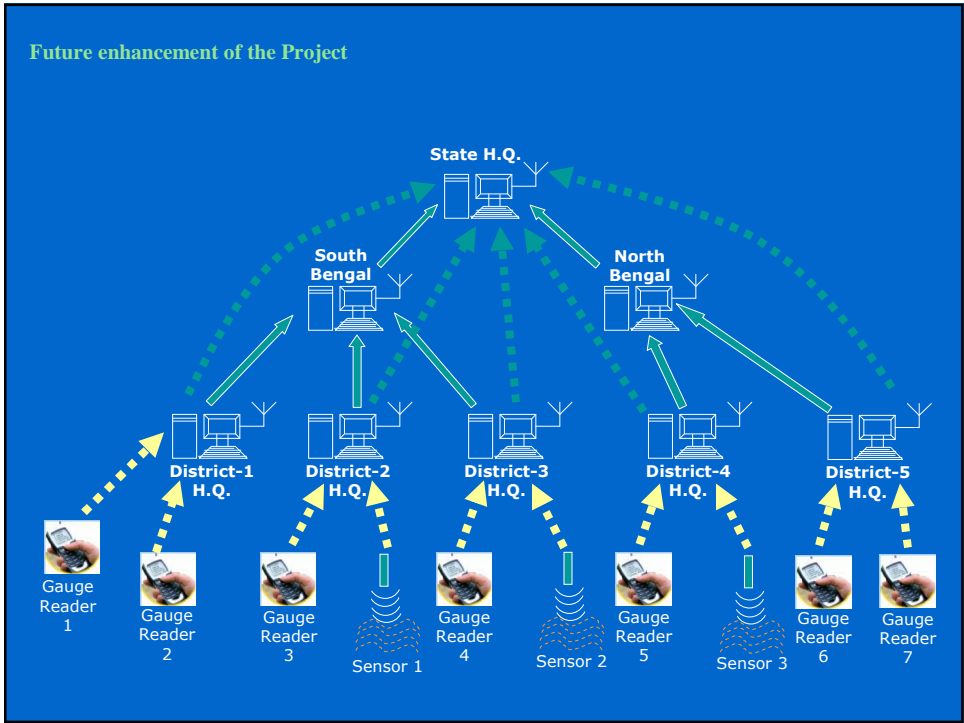 Future enhancement of the Project
State H.Q.
South
Bengal
North
Bengal
District-1
H.Q.
District-2
H.Q.
District-3
H.Q.
District-4
H.Q.
District-5
H.Q.
Gauge
Reader
1
Gauge
Reader
2
Gauge
Reader
3
Sensor 1
Gauge
Reader
4
Sensor 2
Gauge
Reader
5
Sensor 3
Gauge
Reader
6
Gauge
Reader
7